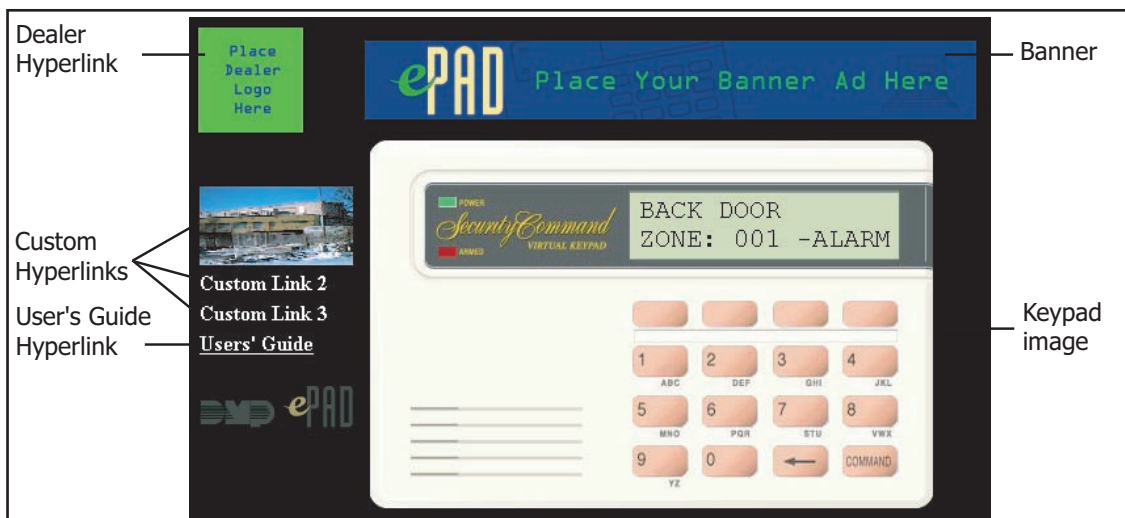 Dealer
Hyperlink
Place
Dealer
Logo
Here
ePAD Place Your Banner Ad Here
Banner
POWER
SecurityCommand
VIRTUAL KEYPAD
ARMED
BACK DOOR
ZONE: 001 -ALARM
Custom
Hyperlinks
Custom Link 2
Custom Link 3
User's Guide
Hyperlink
Users' Guide
DMP ePAD
Keypad
image
1 2 3 4
ABC DEF GHI JKL
5 6 7 8
MNO PQR STU VWX
9 0 COMMAND
YZ